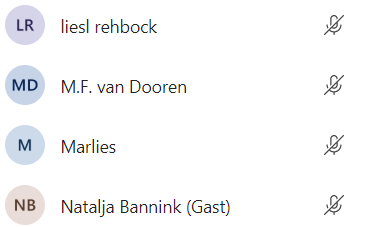 LR liesl rehbock
MD M.F. van Dooren
M Marlies
NB Natalja Bannink (Gast)